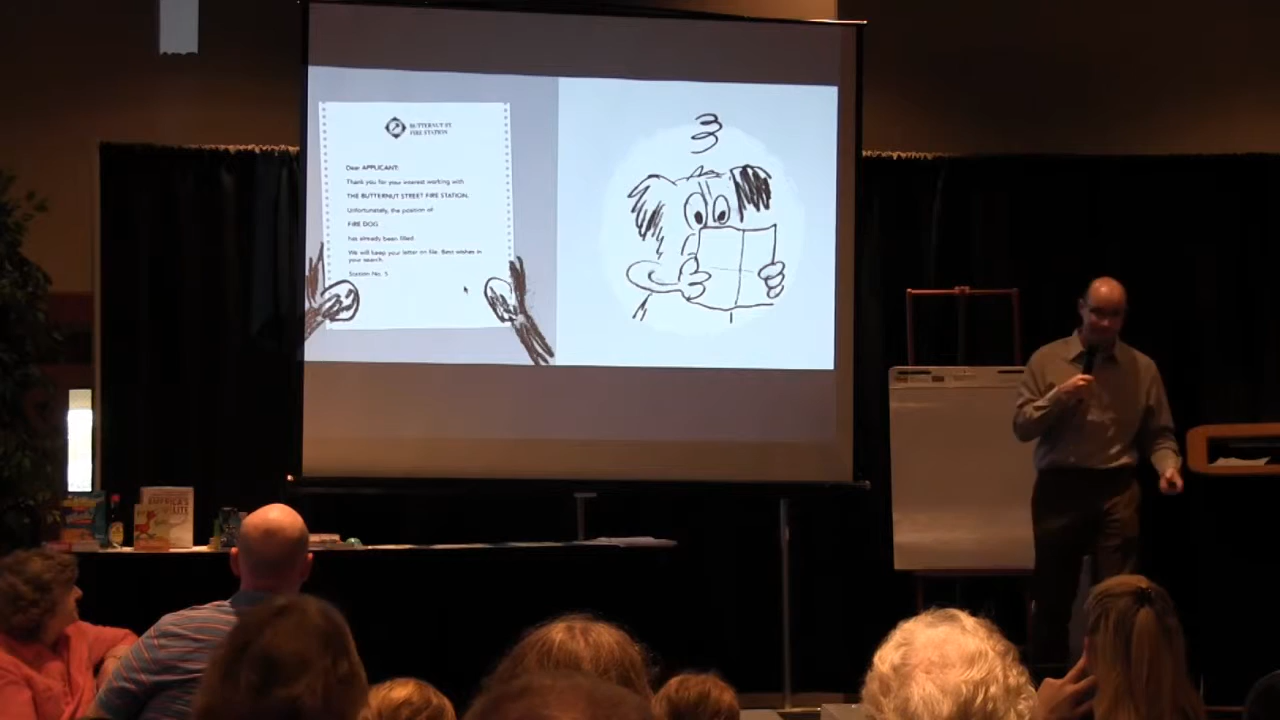 BUTTERNUT ST.
FIRE STATION
Dear APPLICANT:
Thank you for your interest working with
THE BUTTERNUT STREET FIRE STATION.
Unfortunately, the position of
FIRE DOG
has already been filled.
We will keep your letter on file. Best wishes in
your search.
Station No. 5
AMERICA'S